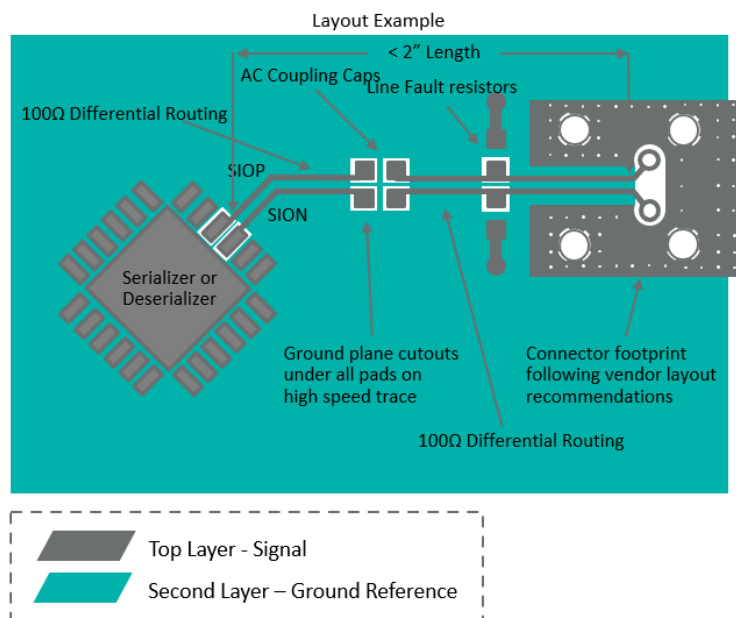 Layout Example
< 2” Length
AC Coupling Caps
Line Fault resistors
100Ω Differential Routing
SIOP
SION
Serializer or
Deserializer
Ground plane cutouts
under all pads on
high speed trace
Connector footprint
following vendor layout
recommendations
100Ω Differential Routing
Top Layer - Signal
Second Layer – Ground Reference